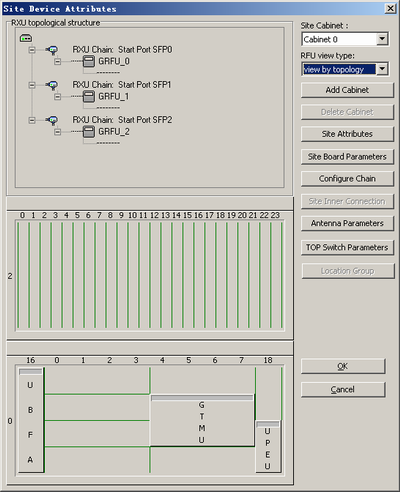 Site Device Attributes
RXU topological structure
RXU Chain: Start Port SFP0
GRFU_0
--------
RXU Chain: Start Port SFP1
GRFU_1
--------
RXU Chain: Start Port SFP2
GRFU_2
--------
Site Cabinet :
Cabinet 0
RFU view type:
view by topology
Add Cabinet
Delete Cabinet
Site Attributes
Site Board Parameters
Configure Chain
Site Inner Connection
Antenna Parameters
TOP Switch Parameters
Location Group
0 1 2 3 4 5 6 7 8 9 10 11 12 13 14 15 16 17 18 19 20 21 22 23
2
16 0 1 2 3 4 5 6 7 18
0
U
B
F
A
G
T
M
U
U
P
E
U
OK
Cancel